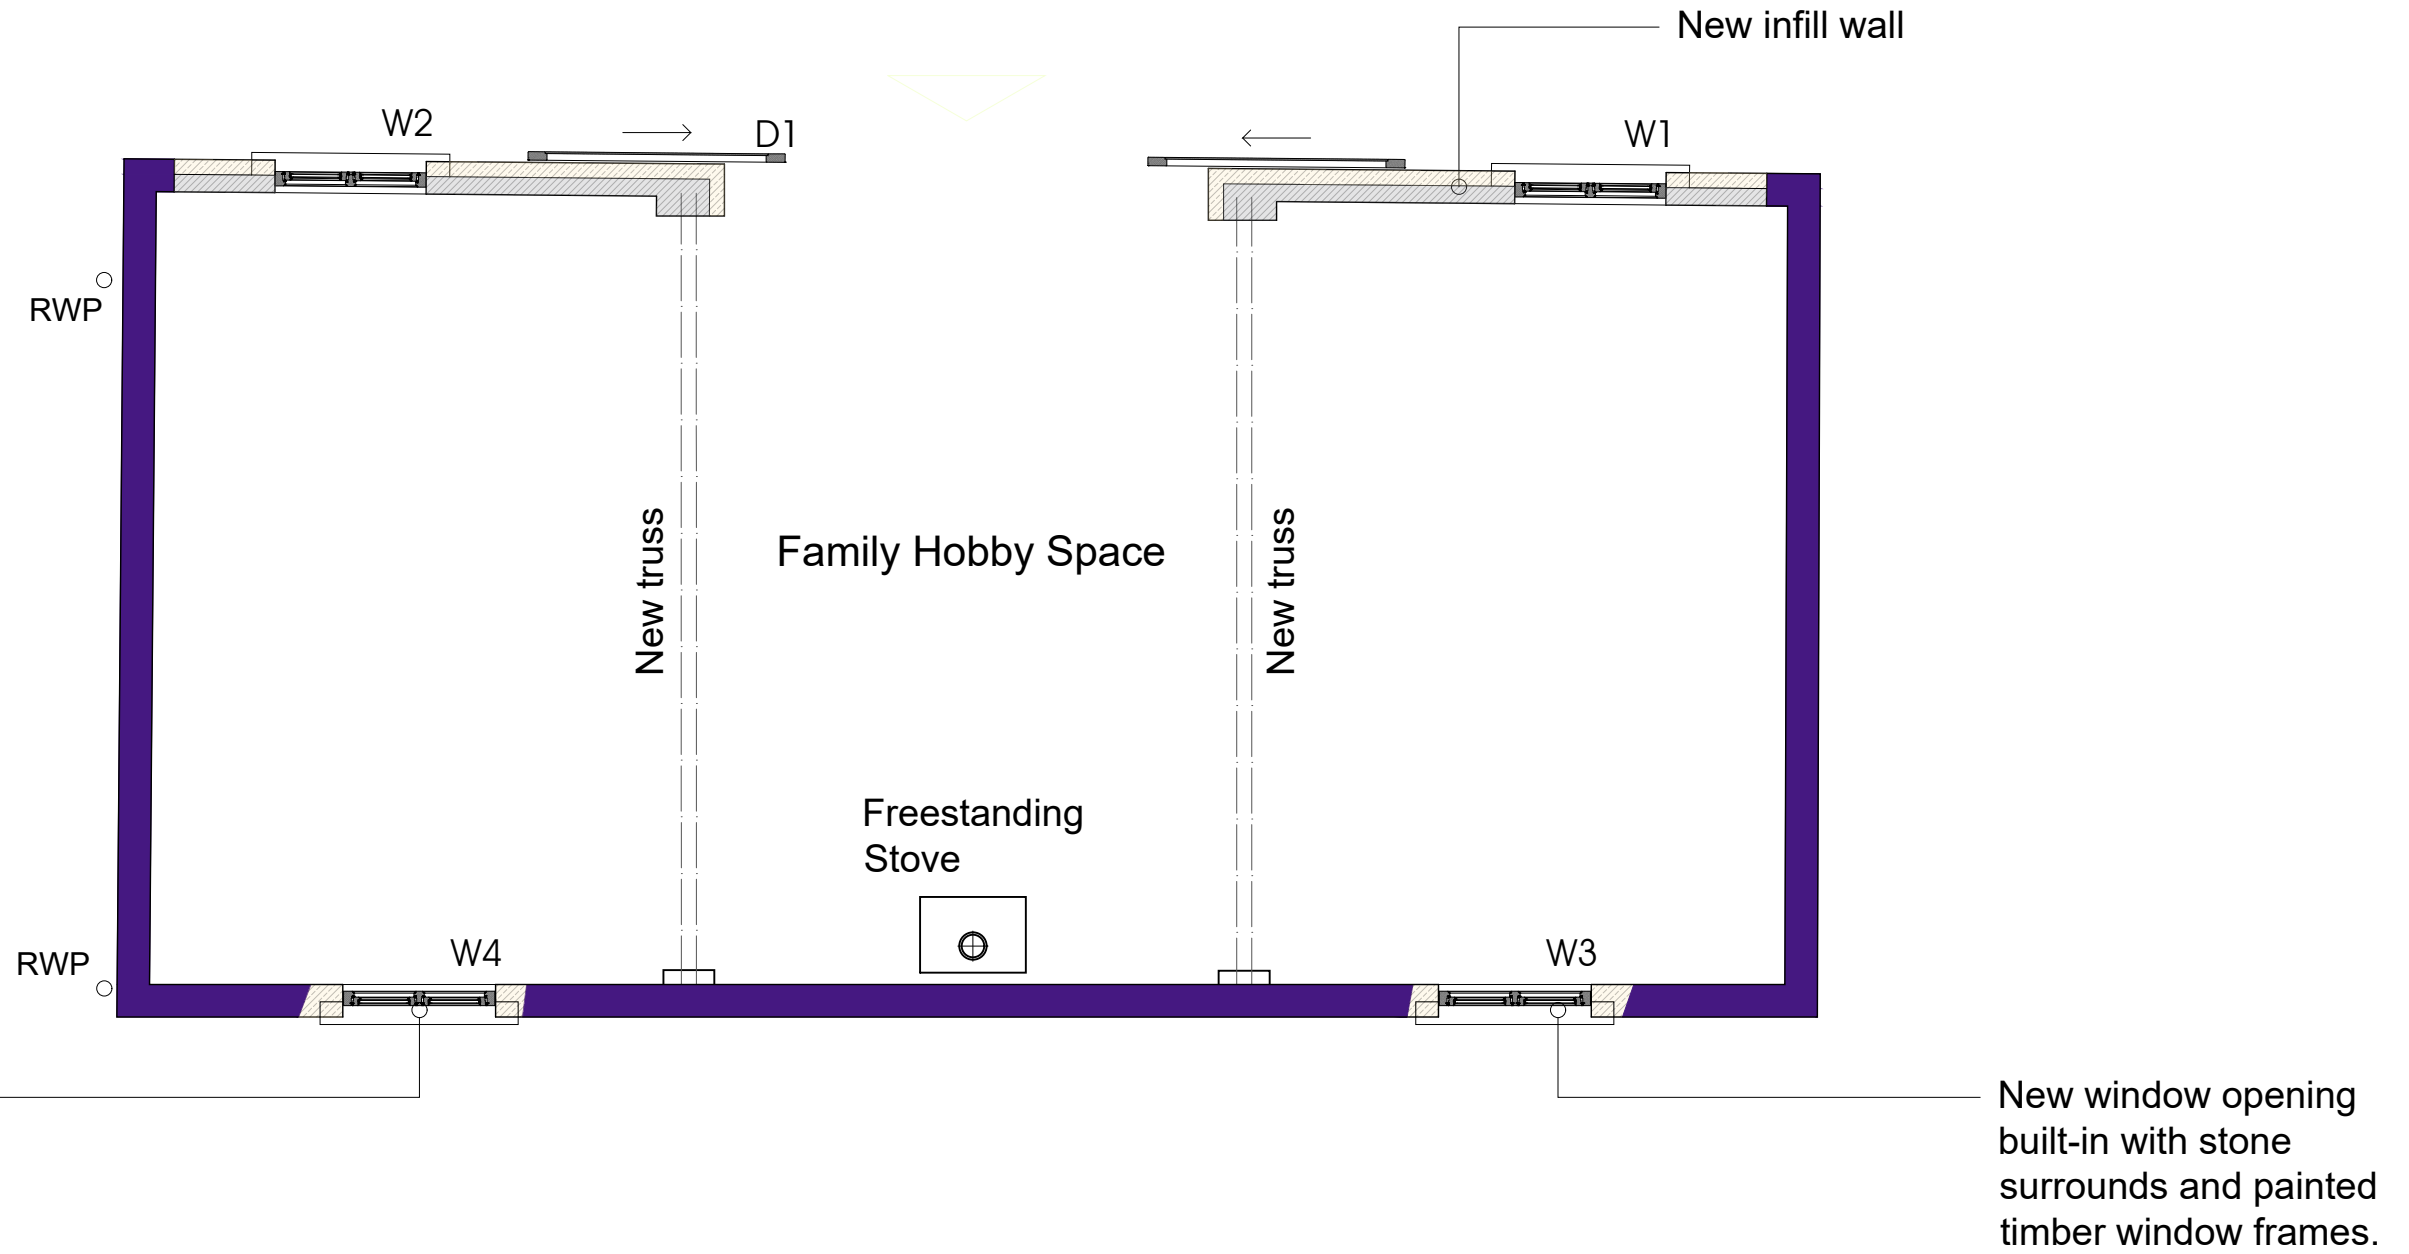 New infill wall
W2
D1
W1
RWP
New truss
Family Hobby Space
New truss
Freestanding
Stove
W4
W3
RWP
New window opening
built-in with stone
surrounds and painted
timber window frames.